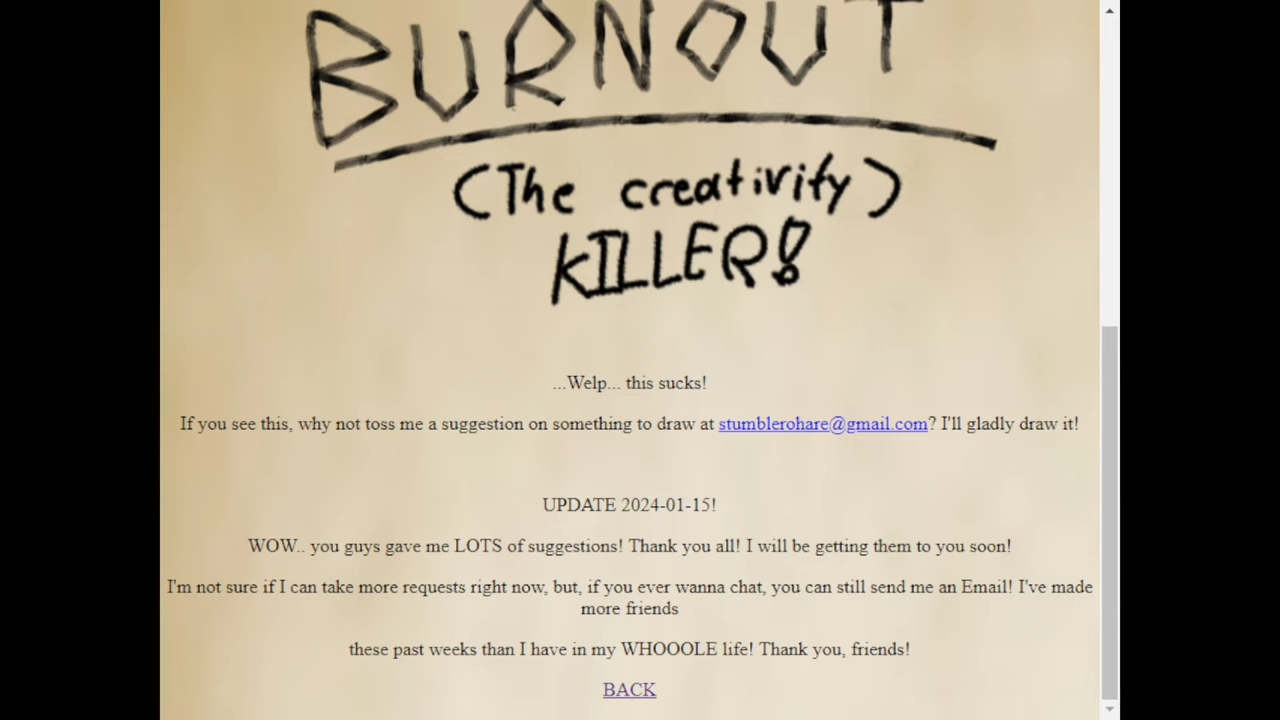 BURNOUT
(The creativity)
KILLER!
...Welp... this sucks!
If you see this, why not toss me a suggestion on something to draw at stumblerohare@gmail.com? I'll gladly draw it!
UPDATE 2024-01-15!
WOW.. you guys gave me LOTS of suggestions! Thank you all! I will be getting them to you soon!
I'm not sure if I can take more requests right now, but, if you ever wanna chat, you can still send me an Email! I've made
more friends
these past weeks than I have in my WHOOOLE life! Thank you, friends!
BACK